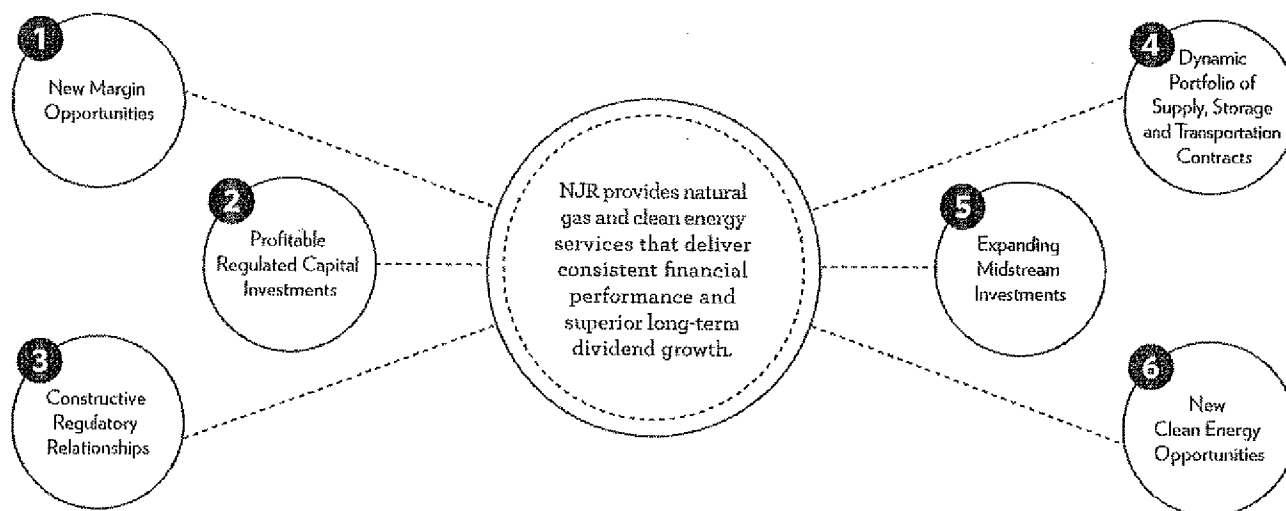 1
New Margin
Opportunities
2
Profitable
Regulated Capital
Investments
3
Constructive
Regulatory
Relationships
NJR provides natural
gas and clean energy
services that deliver
consistent financial
performance and
superior long-term
dividend growth.
4
Dynamic
Portfolio of
Supply, Storage
and Transportation
Contracts
5
Expanding
Midstream
Investments
6
New
Clean Energy
Opportunities